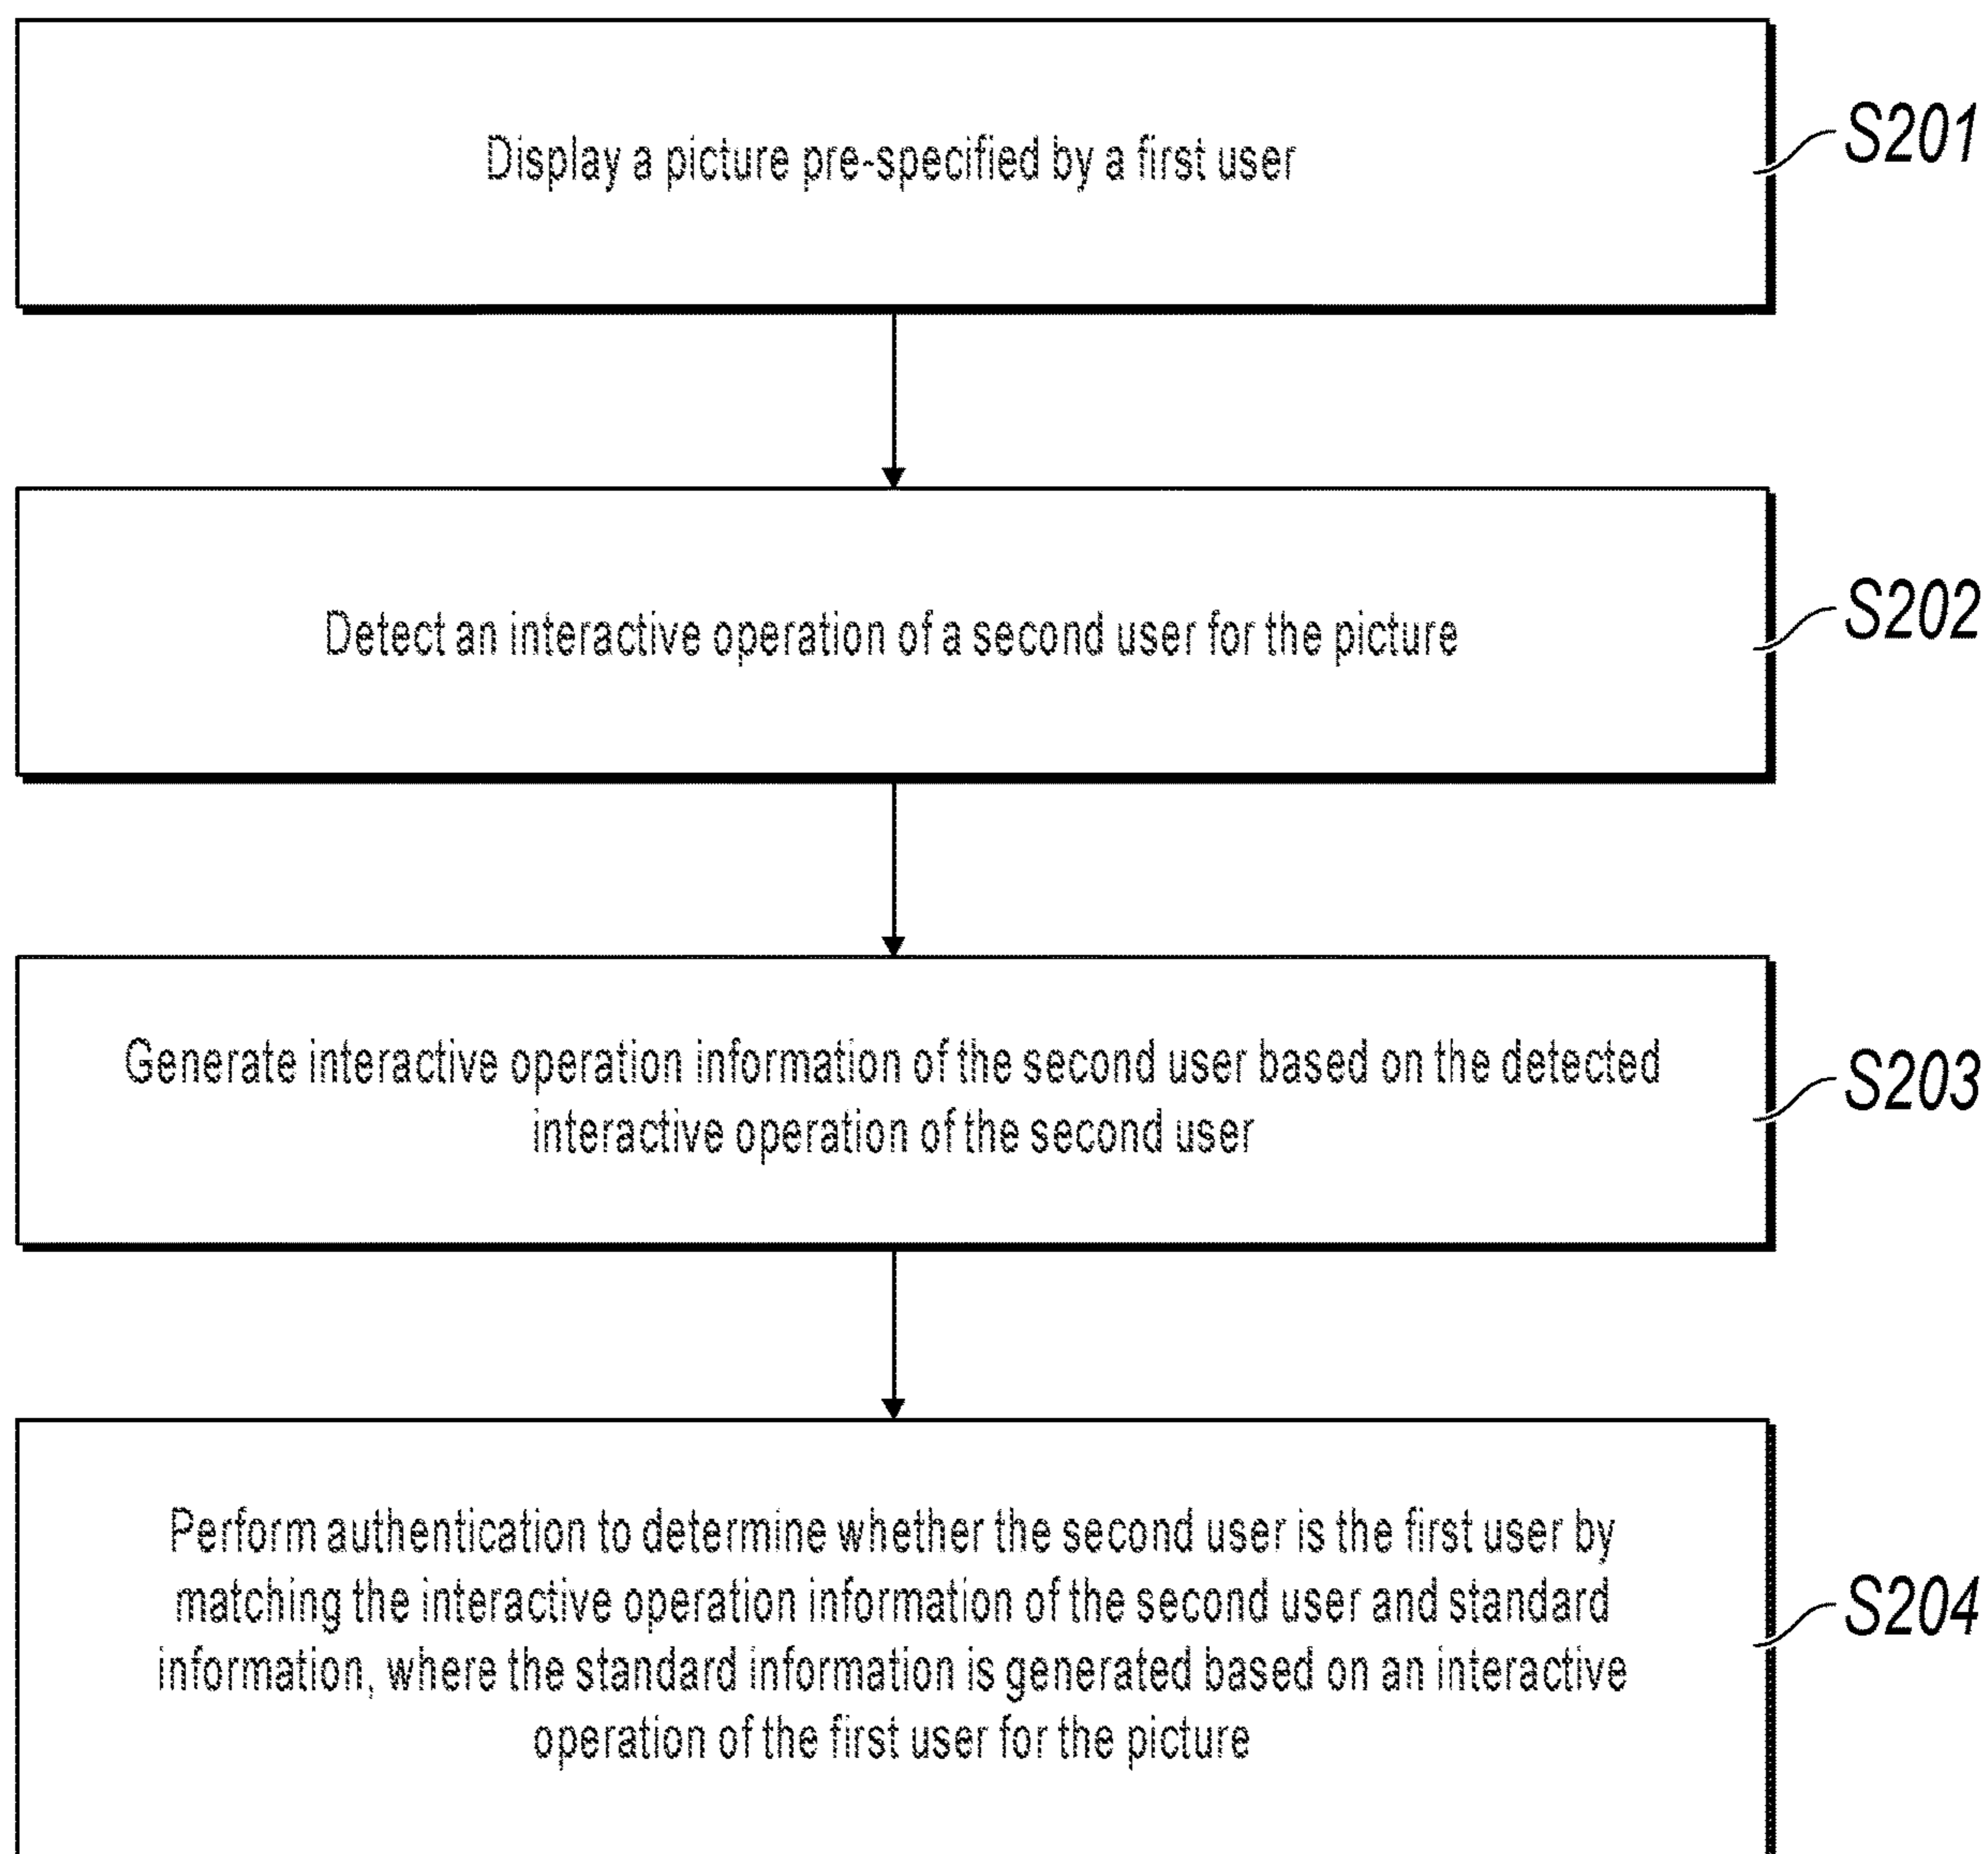 Display a picture pre-specified by a first user
S201
Detect an interactive operation of a second user for the picture
S202
Generate interactive operation information of the second user based on the detected
interactive operation of the second user
S203
Perform authentication to determine whether the second user is the first user by
matching the interactive operation information of the second user and standard
information, where the standard information is generated based on an interactive
operation of the first user for the picture
S204